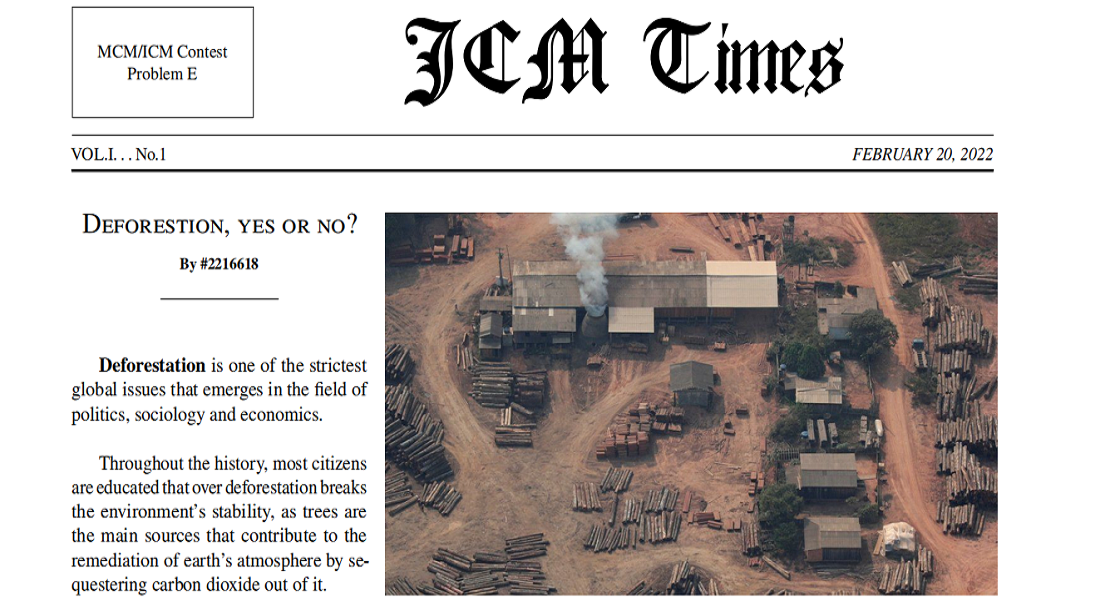 MCM/ICM Contest
Problem E
ICM Times
VOL.I. . . No.1
FEBRUARY 20, 2022
DEFORESTION, YES OR NO?
By #2216618
Deforestation is one of the strictest
global issues that emerges in the field of
politics, sociology and economics.
Throughout the history, most citizens
are educated that over deforestation breaks
the environment's stability, as trees are
the main sources that contribute to the
remediation of earth's atmosphere by se-
questering carbon dioxide out of it.